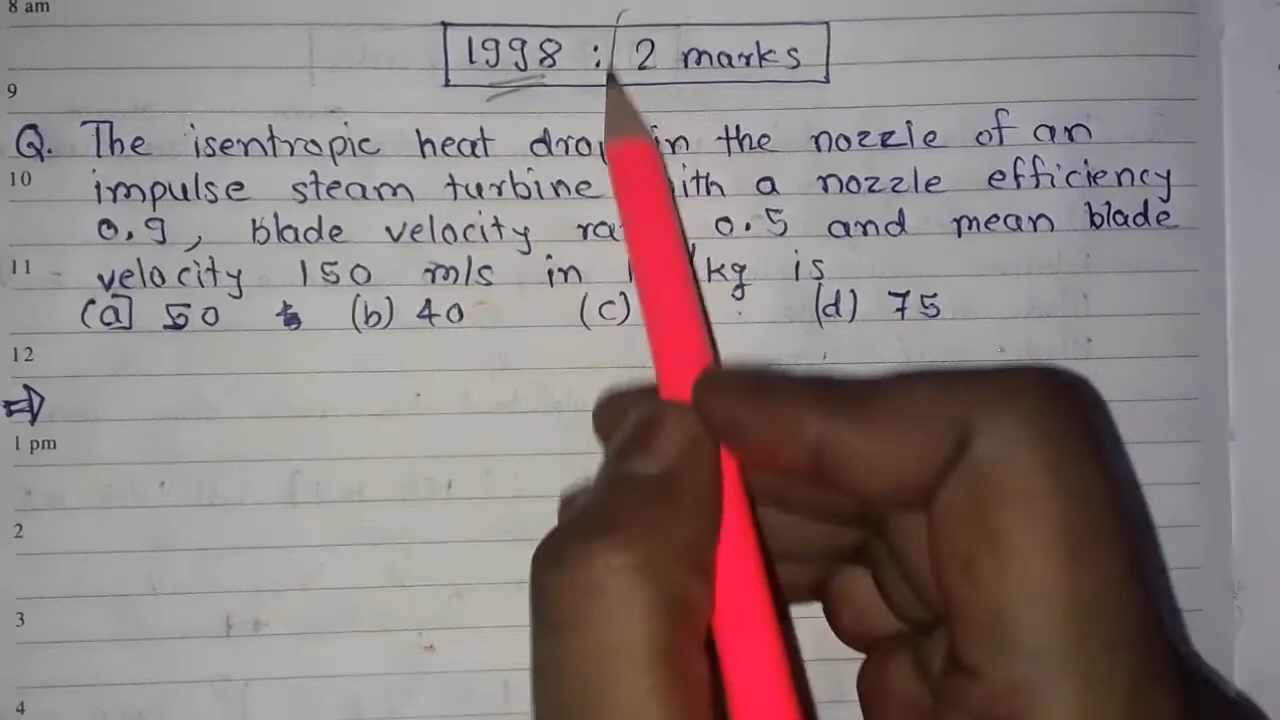 8 am
1998 : 2 marks
9
Q. The isentropic heat in the nozzle of an
10 impulse steam turbine with a nozzle efficiency
0.9, blade velocity 0.5 and mean blade
11 velocity 150 m/s in kg is
(a) 50 (b) 40 (c) (d) 75
12
⇒
1 pm
2
3
4